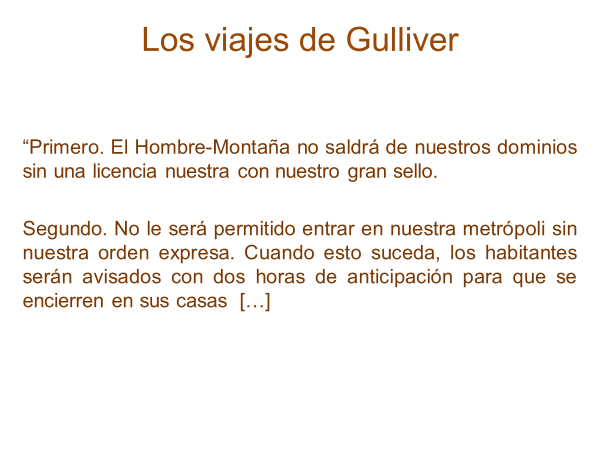 Los viajes de Gulliver
“Primero. El Hombre-Montaña no saldrá de nuestros dominios
sin una licencia nuestra con nuestro gran sello.
Segundo. No le será permitido entrar en nuestra metrópoli sin
nuestra orden expresa. Cuando esto suceda, los habitantes
serán avisados con dos horas de anticipación para que se
encierren en sus casas […]